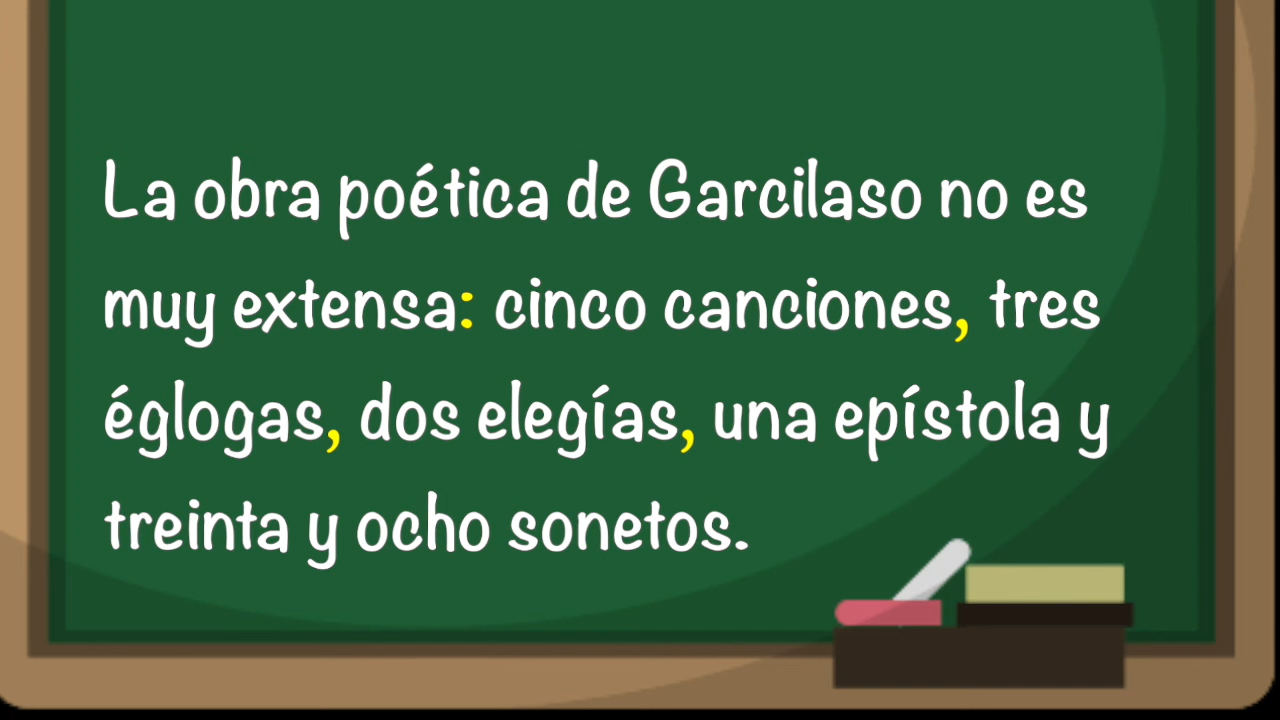 La obra poética de Garcilaso no es
muy extensa: cinco canciones, tres
églogas, dos elegías, una epístola y
treinta y ocho sonetos.